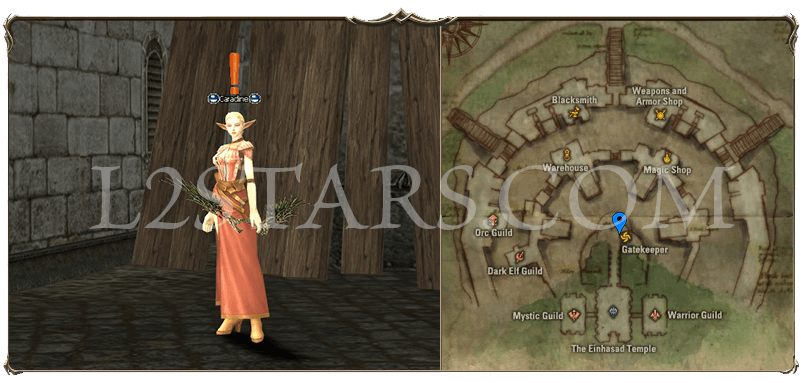 Caradine
L2STARS.COM
Blacksmith
Weapons and
Armor Shop
Warehouse
Magic Shop
Orc Guild
Gatekeeper
Dark Elf Guild
Mystic Guild
Warrior Guild
The Einhasad Temple